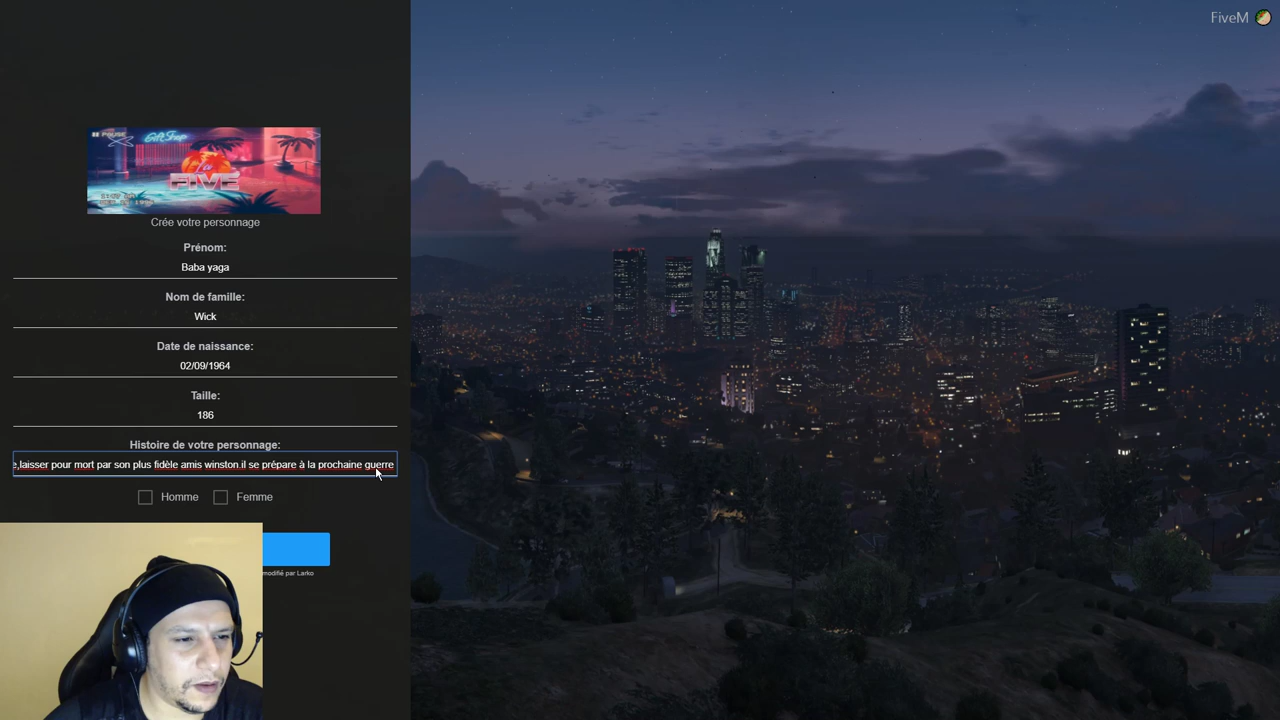 FiveM
PAUSE
FIVE
Crée votre personnage
Prénom:
Baba yaga
Nom de famille:
Wick
Date de naissance:
02/09/1964
Taille:
186
Histoire de votre personnage:
,laisser pour mort par son plus fidèle amis winston.il se prépare à la prochaine guerre
Homme Femme
modifié par Larko